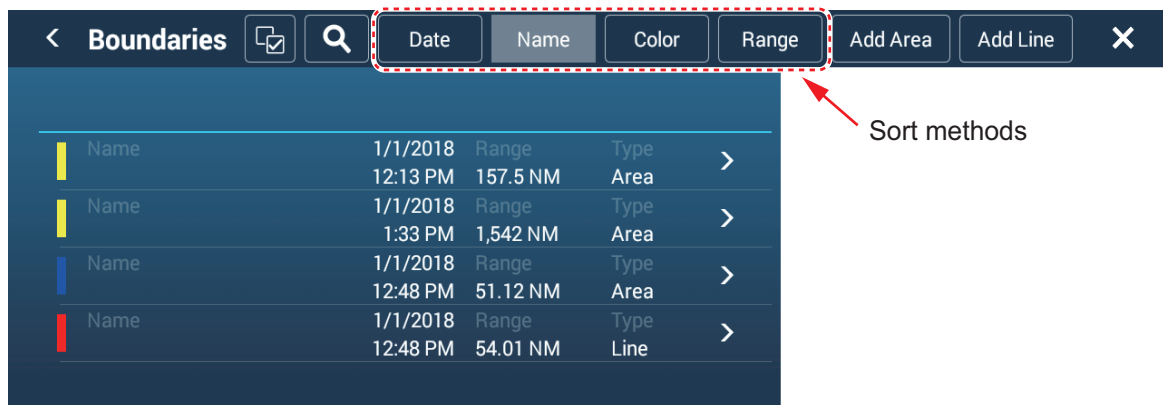 Boundaries Date Name Color Range Add Area Add Line
Sort methods
Name 1/1/2018 Range Type
12:13 PM 157.5 NM Area
Name 1/1/2018 Range Type
1:33 PM 1,542 NM Area
Name 1/1/2018 Range Type
12:48 PM 51.12 NM Area
Name 1/1/2018 Range Type
12:48 PM 54.01 NM Line